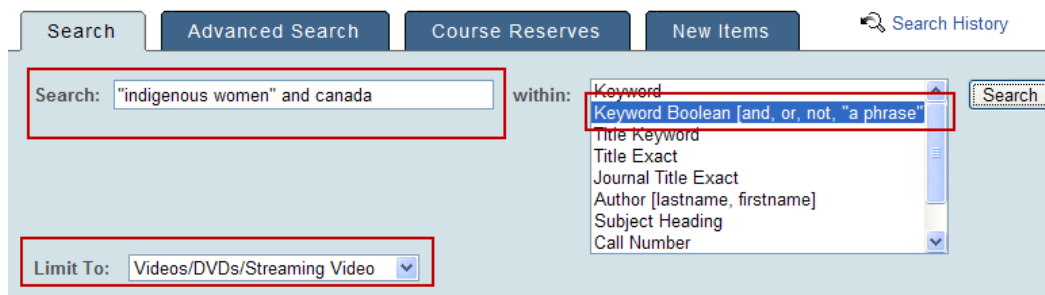 Search Advanced Search Course Reserves New Items Search History
Search: "indigenous women" and canada within: Keyword Search
Keyword Boolean [and, or, not, "a phrase"
Title Keyword
Title Exact
Journal Title Exact
Author [lastname, firstname]
Subject Heading
Call Number
Limit To: Videos/DVDs/Streaming Video